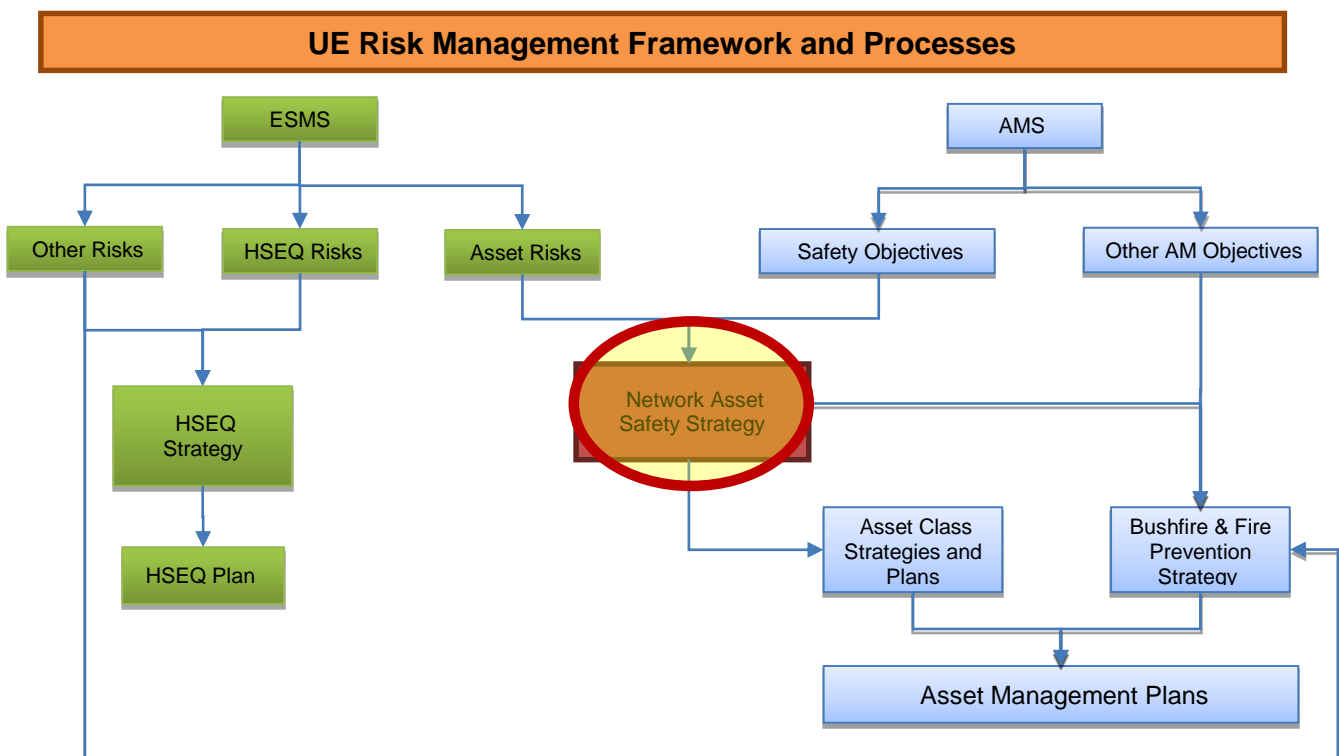 UE Risk Management Framework and Processes
ESMS
AMS
Other Risks
HSEQ Risks
Asset Risks
Safety Objectives
Other AM Objectives
Network Asset
Safety Strategy
HSEQ
Strategy
Asset Class
Strategies and
Plans
Bushfire & Fire
Prevention
Strategy
HSEQ Plan
Asset Management Plans